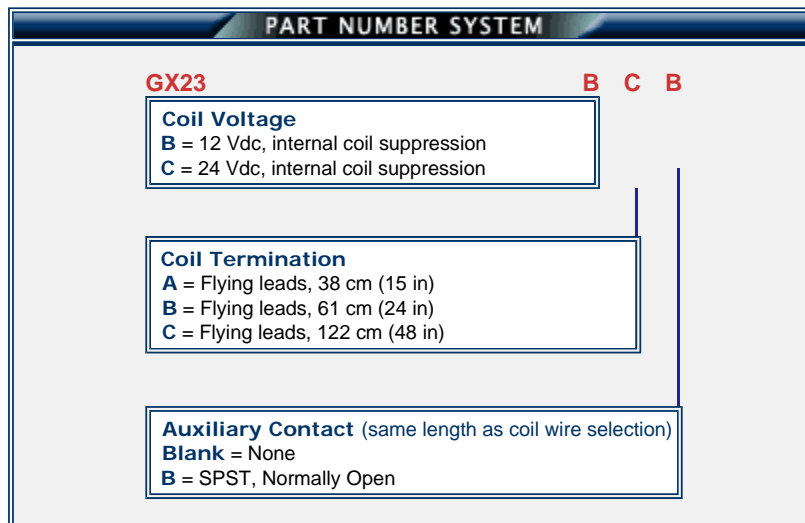 PART NUMBER SYSTEM
GX23 B C B
Coil Voltage
B = 12 Vdc, internal coil suppression
C = 24 Vdc, internal coil suppression
Coil Termination
A = Flying leads, 38 cm (15 in)
B = Flying leads, 61 cm (24 in)
C = Flying leads, 122 cm (48 in)
Auxiliary Contact (same length as coil wire selection)
Blank = None
B = SPST, Normally Open